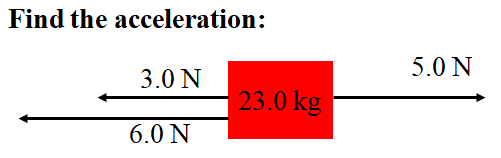 Find the acceleration:
5.0 N
3.0 N
23.0 kg
6.0 N